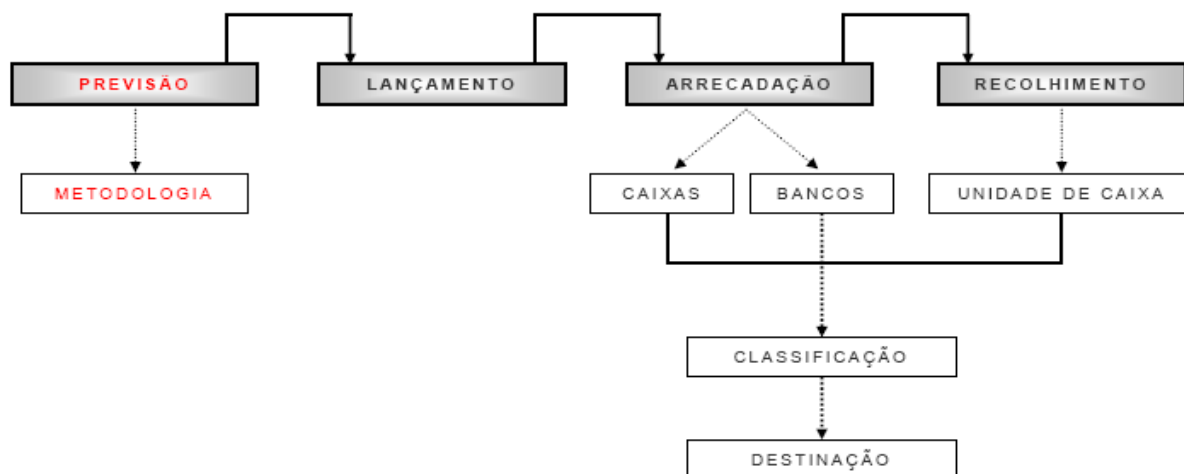 PREVISÃO
LANÇAMENTO
ARRECADAÇÃO
RECOLHIMENTO
METODOLOGIA
CAIXAS
BANCOS
UNIDADE DE CAIXA
CLASSIFICAÇÃO
DESTINAÇÃO